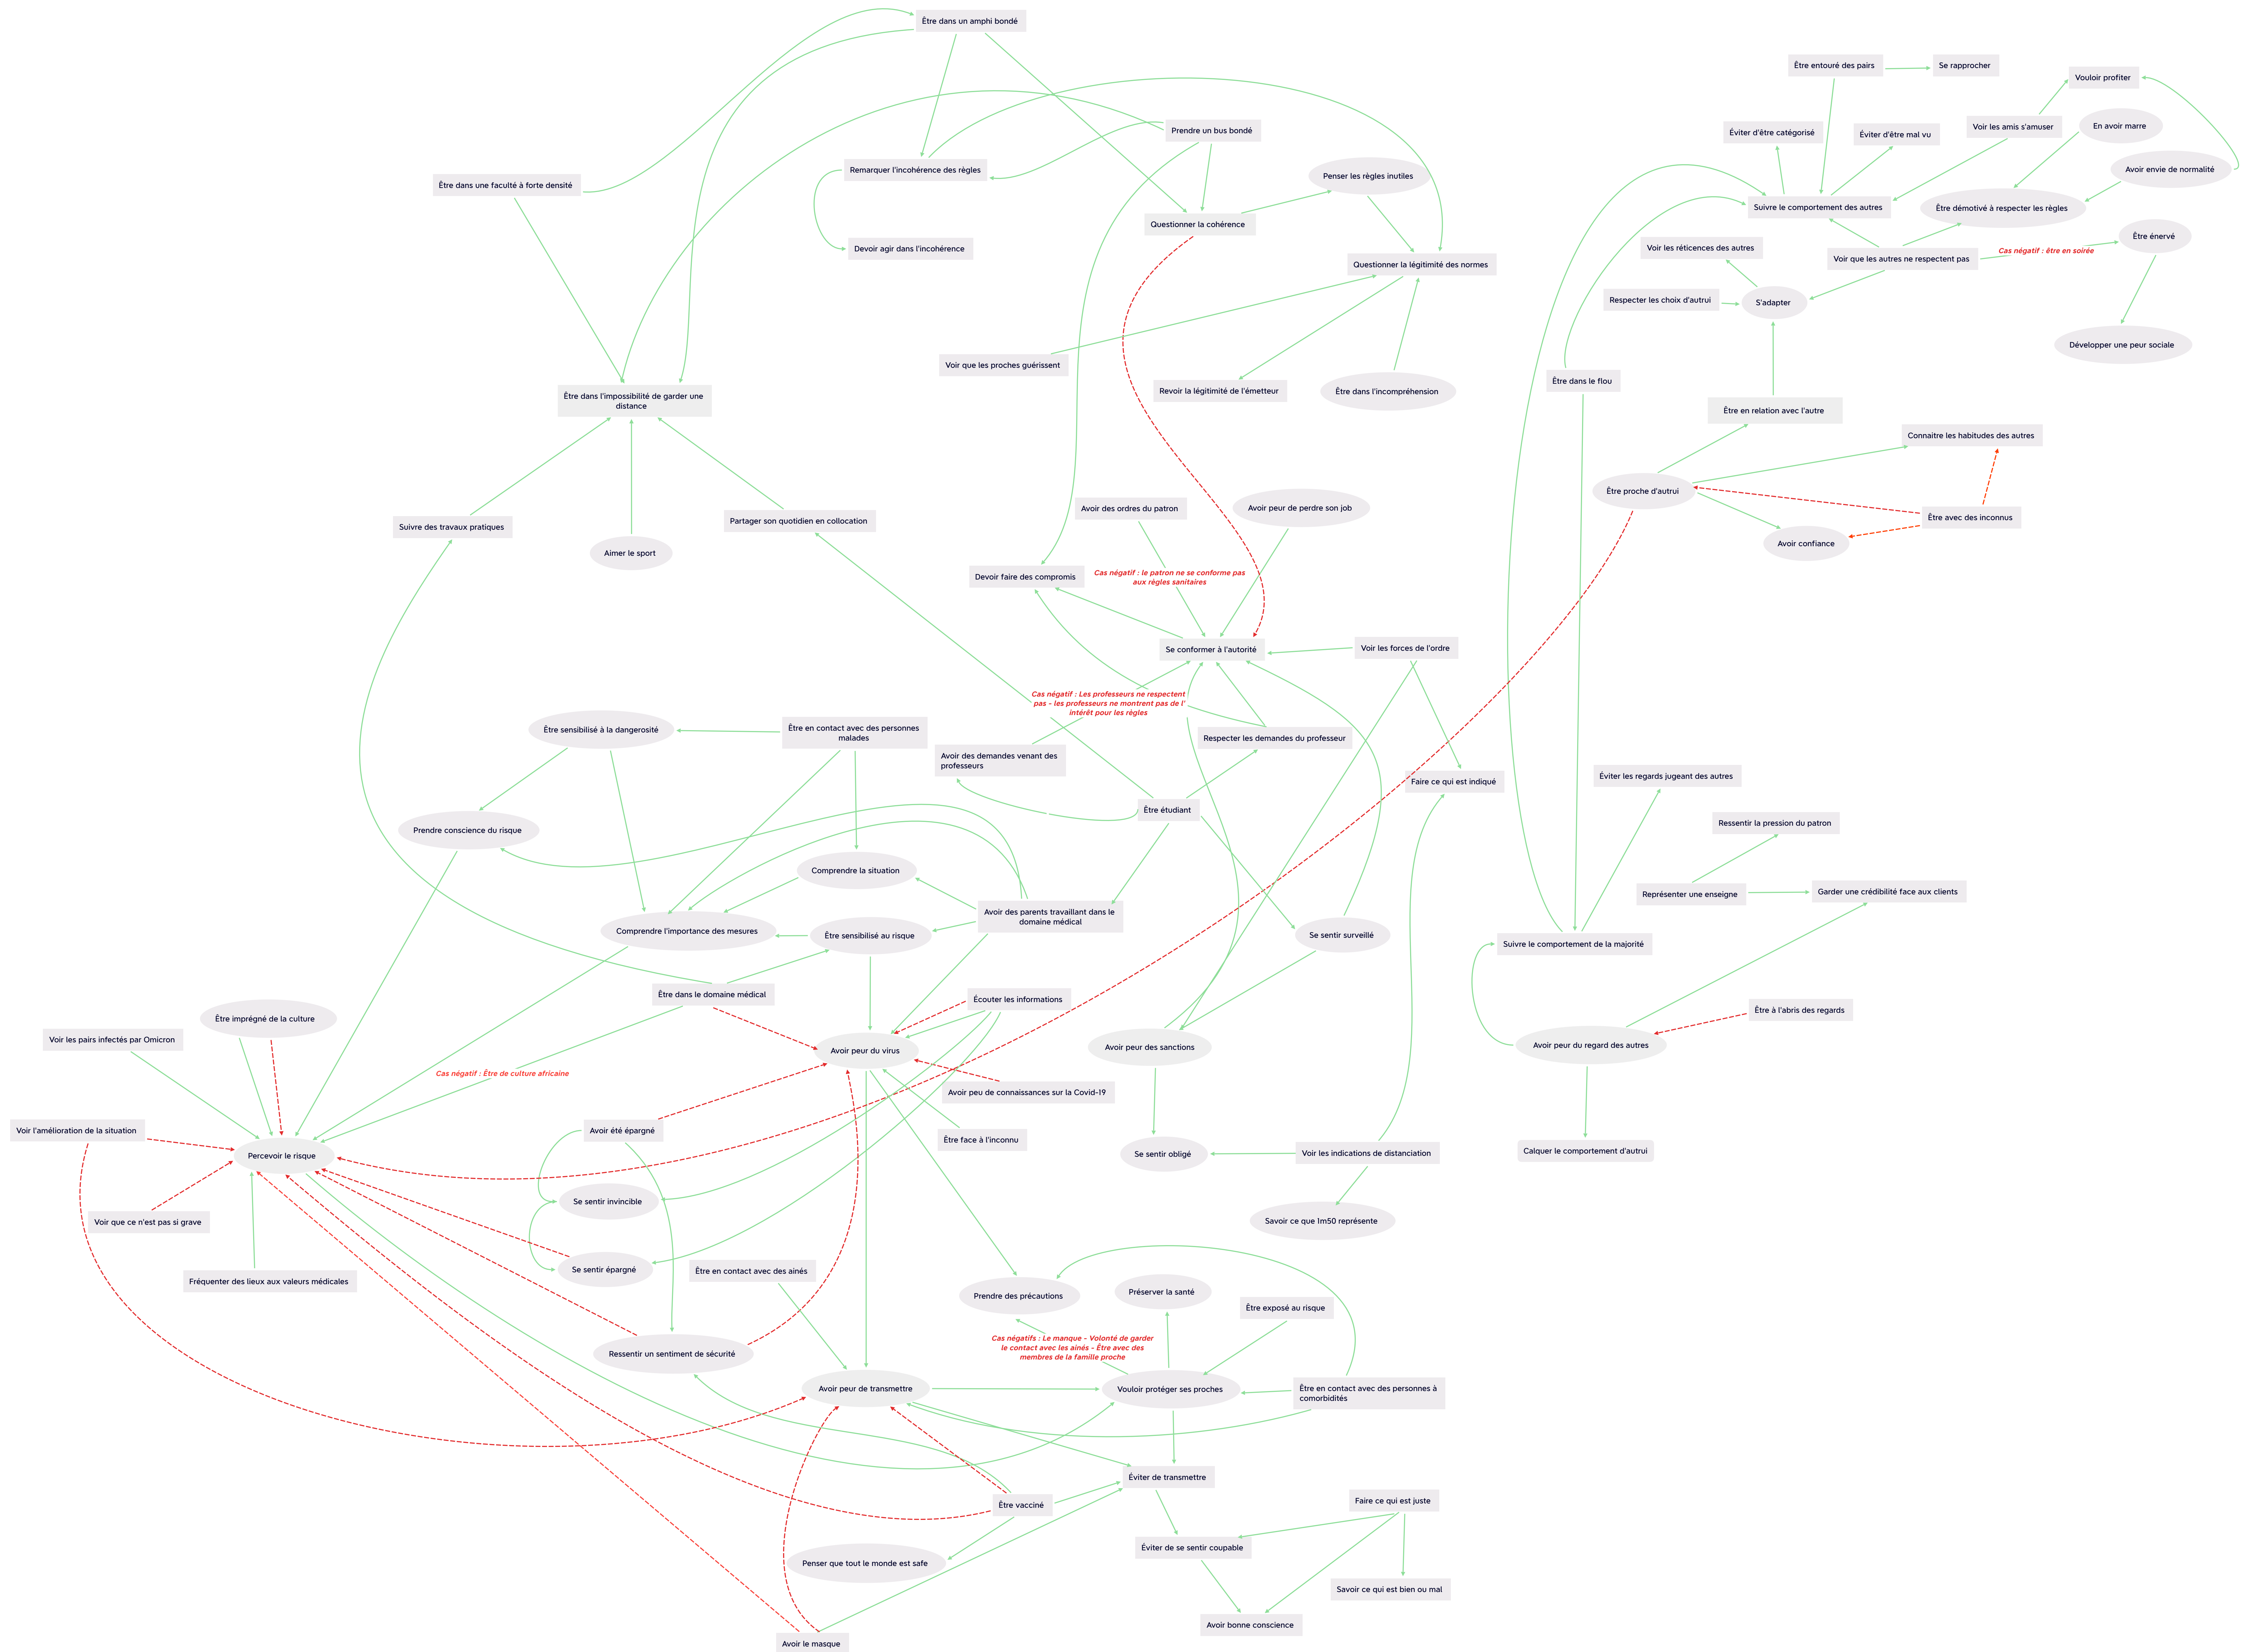 Être dans un amphi bondé
Être entouré des pairs
Se rapprocher
Vouloir profiter
Prendre un bus bondé
Éviter d'être catégorisé
Éviter d'être mal vu
Voir les amis s'amuser
En avoir marre
Remarquer l'incohérence des règles
Penser les règles inutiles
Avoir envie de normalité
Être dans une faculté à forte densité
Suivre le comportement des autres
Être démotivé à respecter les règles
Questionner la cohérence
Devoir agir dans l'incohérence
Questionner la légitimité des normes
Voir les réticences des autres
Voir que les autres ne respectent pas
Cas négatif : être en soirée
Être énervé
Respecter les choix d'autrui
S'adapter
Développer une peur sociale
Voir que les proches guérissent
Revoir la légitimité de l'émetteur
Être dans l'incompréhension
Être dans le flou
Être dans l'impossibilité de garder une
distance
Être en relation avec l'autre
Connaitre les habitudes des autres
Être proche d'autrui
Suivre des travaux pratiques
Aimer le sport
Partager son quotidien en collocation
Avoir des ordres du patron
Avoir peur de perdre son job
Être avec des inconnus
Avoir confiance
Devoir faire des compromis
Cas négatif : le patron ne se conforme pas
aux règles sanitaires
Se conformer à l'autorité
Voir les forces de l'ordre
Cas négatif : Les professeurs ne respectent
pas - les professeurs ne montrent pas de l'
intérêt pour les règles
Être sensibilisé à la dangerosité
Être en contact avec des personnes
malades
Avoir des demandes venant des
professeurs
Respecter les demandes du professeur
Faire ce qui est indiqué
Éviter les regards jugeant des autres
Être étudiant
Prendre conscience du risque
Ressentir la pression du patron
Comprendre la situation
Représenter une enseigne
Garder une crédibilité face aux clients
Avoir des parents travaillant dans le
domaine médical
Comprendre l'importance des mesures
Être sensibilisé au risque
Se sentir surveillé
Suivre le comportement de la majorité
Être dans le domaine médical
Écouter les informations
Être à l'abris des regards
Être imprégné de la culture
Voir les pairs infectés par Omicron
Avoir peur du virus
Avoir peur des sanctions
Avoir peur du regard des autres
Cas négatif : Être de culture africaine
Avoir peu de connaissances sur la Covid-19
Voir l'amélioration de la situation
Avoir été épargné
Être face à l'inconnu
Percevoir le risque
Se sentir obligé
Voir les indications de distanciation
Calquer le comportement d'autrui
Se sentir invincible
Voir que ce n'est pas si grave
Savoir ce que 1m50 représente
Se sentir épargné
Être en contact avec des ainés
Fréquenter des lieux aux valeurs médicales
Prendre des précautions
Préserver la santé
Être exposé au risque
Cas négatifs : Le manque - Volonté de garder
le contact avec les ainés - Être avec des
membres de la famille proche
Ressentir un sentiment de sécurité
Avoir peur de transmettre
Vouloir protéger ses proches
Être en contact avec des personnes à
comorbidités
Éviter de transmettre
Être vacciné
Faire ce qui est juste
Éviter de se sentir coupable
Penser que tout le monde est safe
Savoir ce qui est bien ou mal
Avoir bonne conscience
Avoir le masque